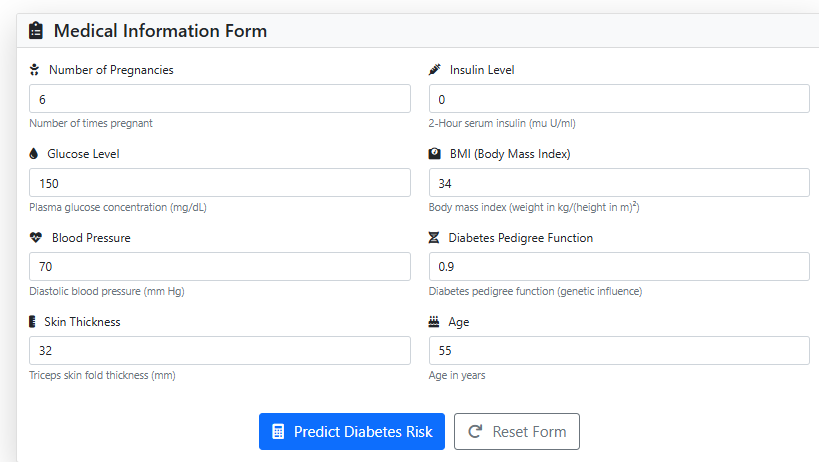 Medical Information Form
Number of Pregnancies
6
Number of times pregnant
Insulin Level
0
2-Hour serum insulin (mu U/ml)
Glucose Level
150
Plasma glucose concentration (mg/dL)
BMI (Body Mass Index)
34
Body mass index (weight in kg/(height in m)²)
Blood Pressure
70
Diastolic blood pressure (mm Hg)
Diabetes Pedigree Function
0.9
Diabetes pedigree function (genetic influence)
Skin Thickness
32
Triceps skin fold thickness (mm)
Age
55
Age in years
Predict Diabetes Risk
Reset Form